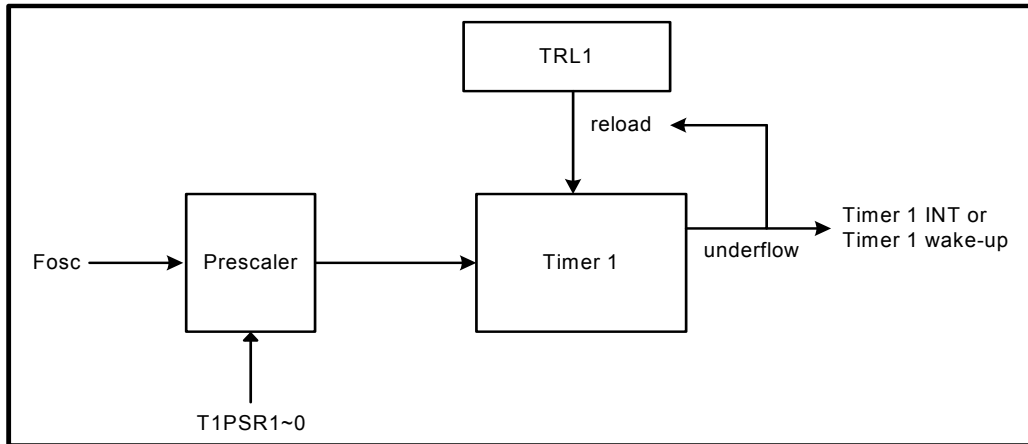 TRL1
reload
Timer 1 INT or
Timer 1 wake-up
underflow
Fosc
Prescaler
Timer 1
T1PSR1~0